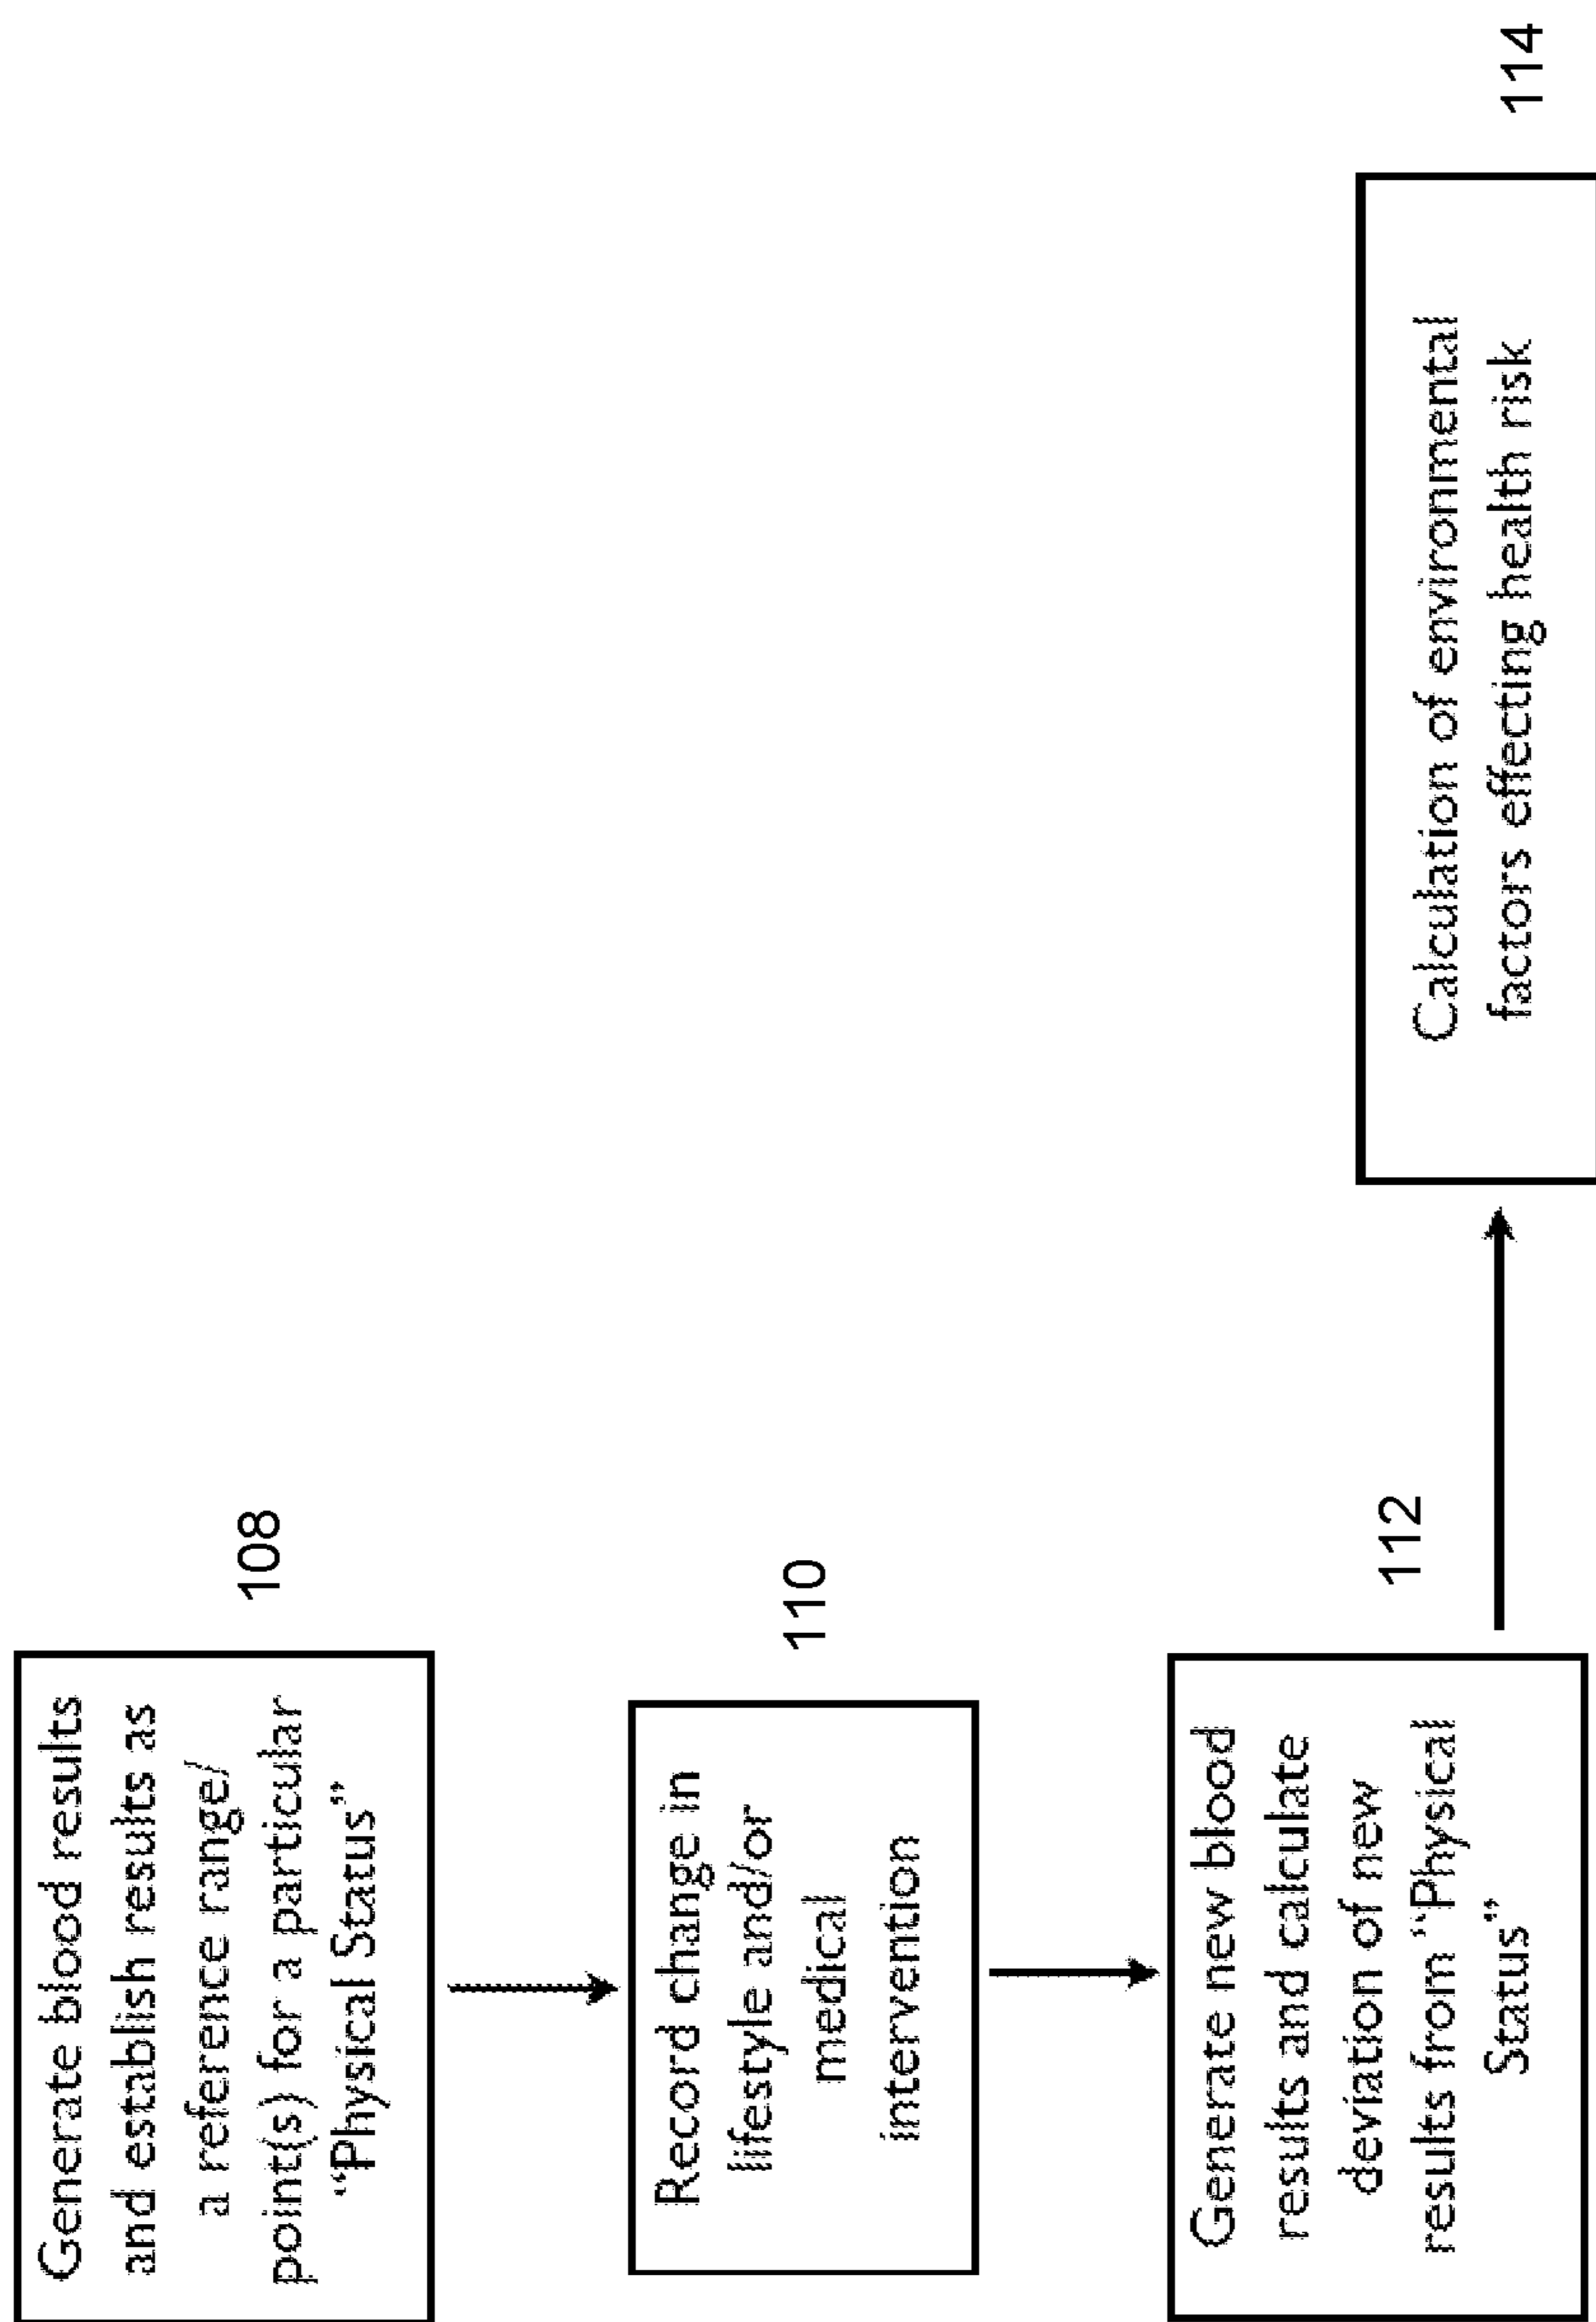 Generate blood results
and establish results as
a reference range/
point(s) for a particular
“Physical Status”
108
Record change in
lifestyle and/or
medical
intervention
110
Generate new blood
results and calculate
deviation of new
results from “Physical
Status”
112
Calculation of environmental
factors effecting health risk
114